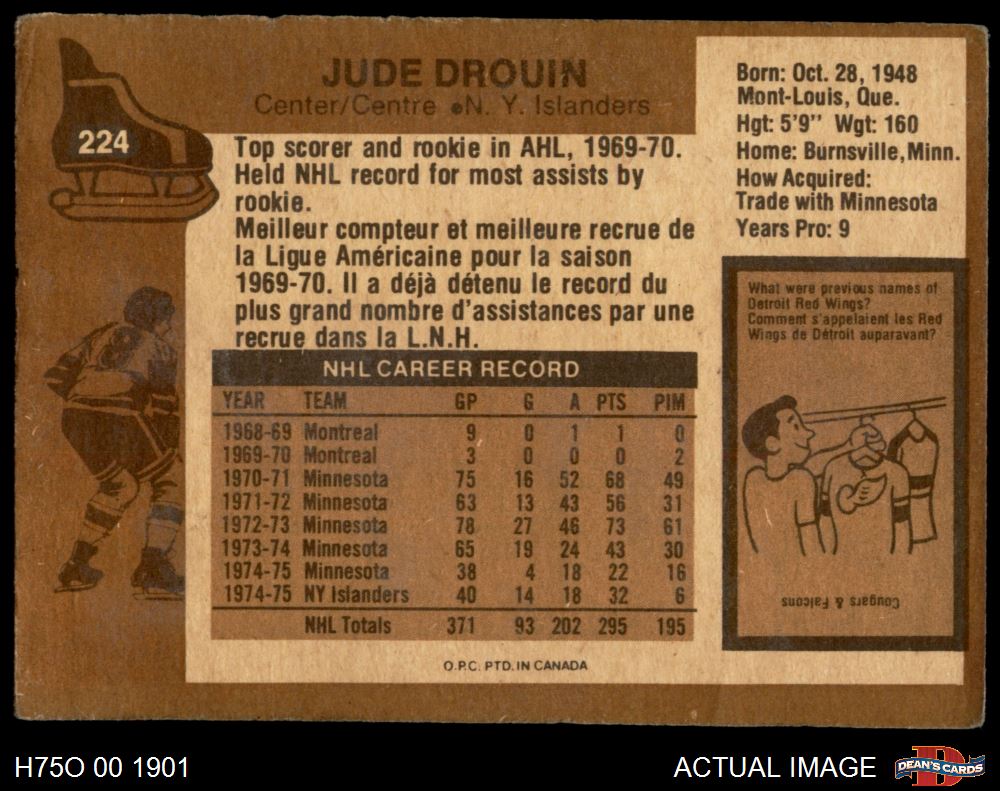 224
JUDE DROUIN
Center/Centre ●N. Y. Islanders
Top scorer and rookie in AHL, 1969-70.
Held NHL record for most assists by
rookie.
Meilleur compteur et meilleure recrue de
la Ligue Américaine pour la saison
1969-70. Il a déjà détenu le record du
plus grand nombre d'assistances par une
recrue dans la L.N.H.
Born: Oct. 28, 1948
Mont-Louis, Que.
Hgt: 5'9" Wgt: 160
Home: Burnsville, Minn.
How Acquired:
Trade with Minnesota
Years Pro: 9
NHL CAREER RECORD
YEAR TEAM GP G A PTS PIM
1968-69 Montreal 9 0 1 1 0
1969-70 Montreal 3 0 0 0 2
1970-71 Minnesota 75 16 52 68 49
1971-72 Minnesota 63 13 43 56 31
1972-73 Minnesota 78 27 46 73 61
1973-74 Minnesota 65 19 24 43 30
1974-75 Minnesota 38 4 18 22 16
1974-75 NY Islanders 40 14 18 32 6
NHL Totals 371 93 202 295 195
O.P.C. PTD. IN CANADA
What were previous names of
Detroit Red Wings?
Comment s'appelaient les Red
Wings de Détroit auparavant?
Cougars & Falcons
H75O 00 1901
ACTUAL IMAGE
DEAN'S CARDS